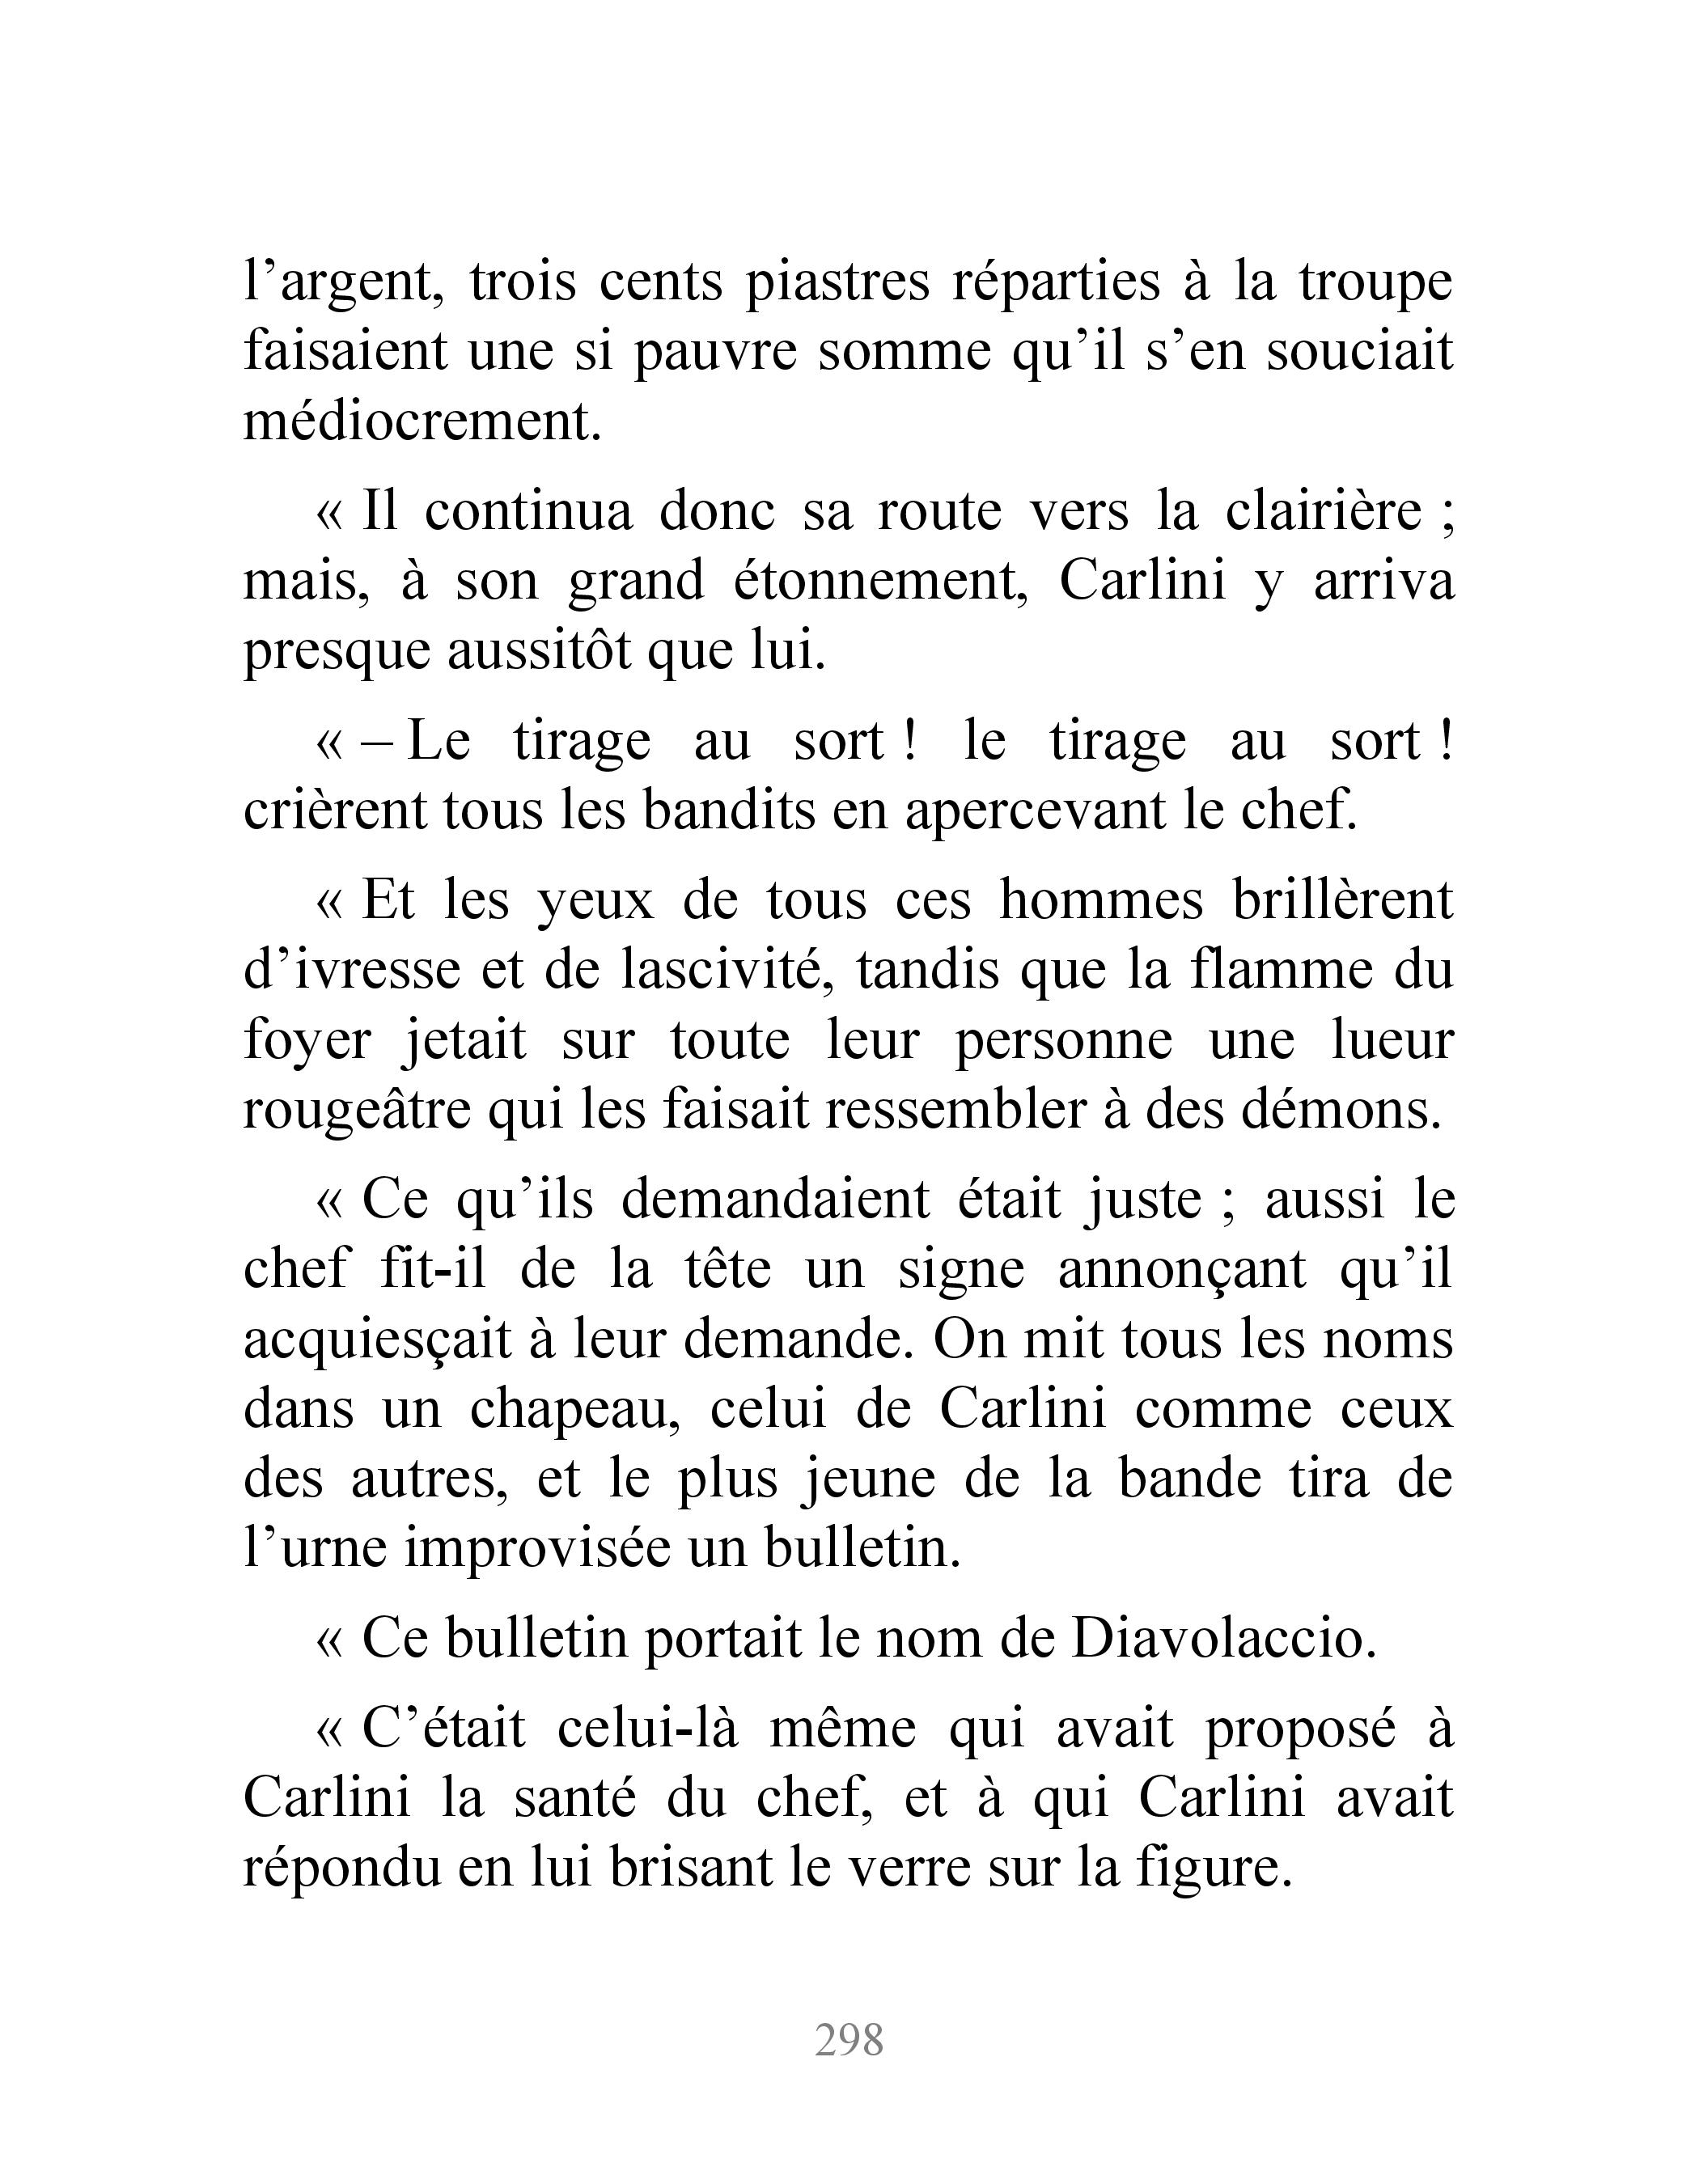 l’argent, trois cents piastres réparties à la troupe
faisaient une si pauvre somme qu’il s’en souciait
médiocrement.
« Il continua donc sa route vers la clairière ;
mais, à son grand étonnement, Carlini y arriva
presque aussitôt que lui.
« – Le tirage au sort ! le tirage au sort !
crièrent tous les bandits en apercevant le chef.
« Et les yeux de tous ces hommes brillèrent
d’ivresse et de lascivité, tandis que la flamme du
foyer jetait sur toute leur personne une lueur
rougeâtre qui les faisait ressembler à des démons.
« Ce qu’ils demandaient était juste ; aussi le
chef fit-il de la tête un signe annonçant qu’il
acquiesçait à leur demande. On mit tous les noms
dans un chapeau, celui de Carlini comme ceux
des autres, et le plus jeune de la bande tira de
l’urne improvisée un bulletin.
« Ce bulletin portait le nom de Diavolaccio.
« C’était celui-là même qui avait proposé à
Carlini la santé du chef, et à qui Carlini avait
répondu en lui brisant le verre sur la figure.
298